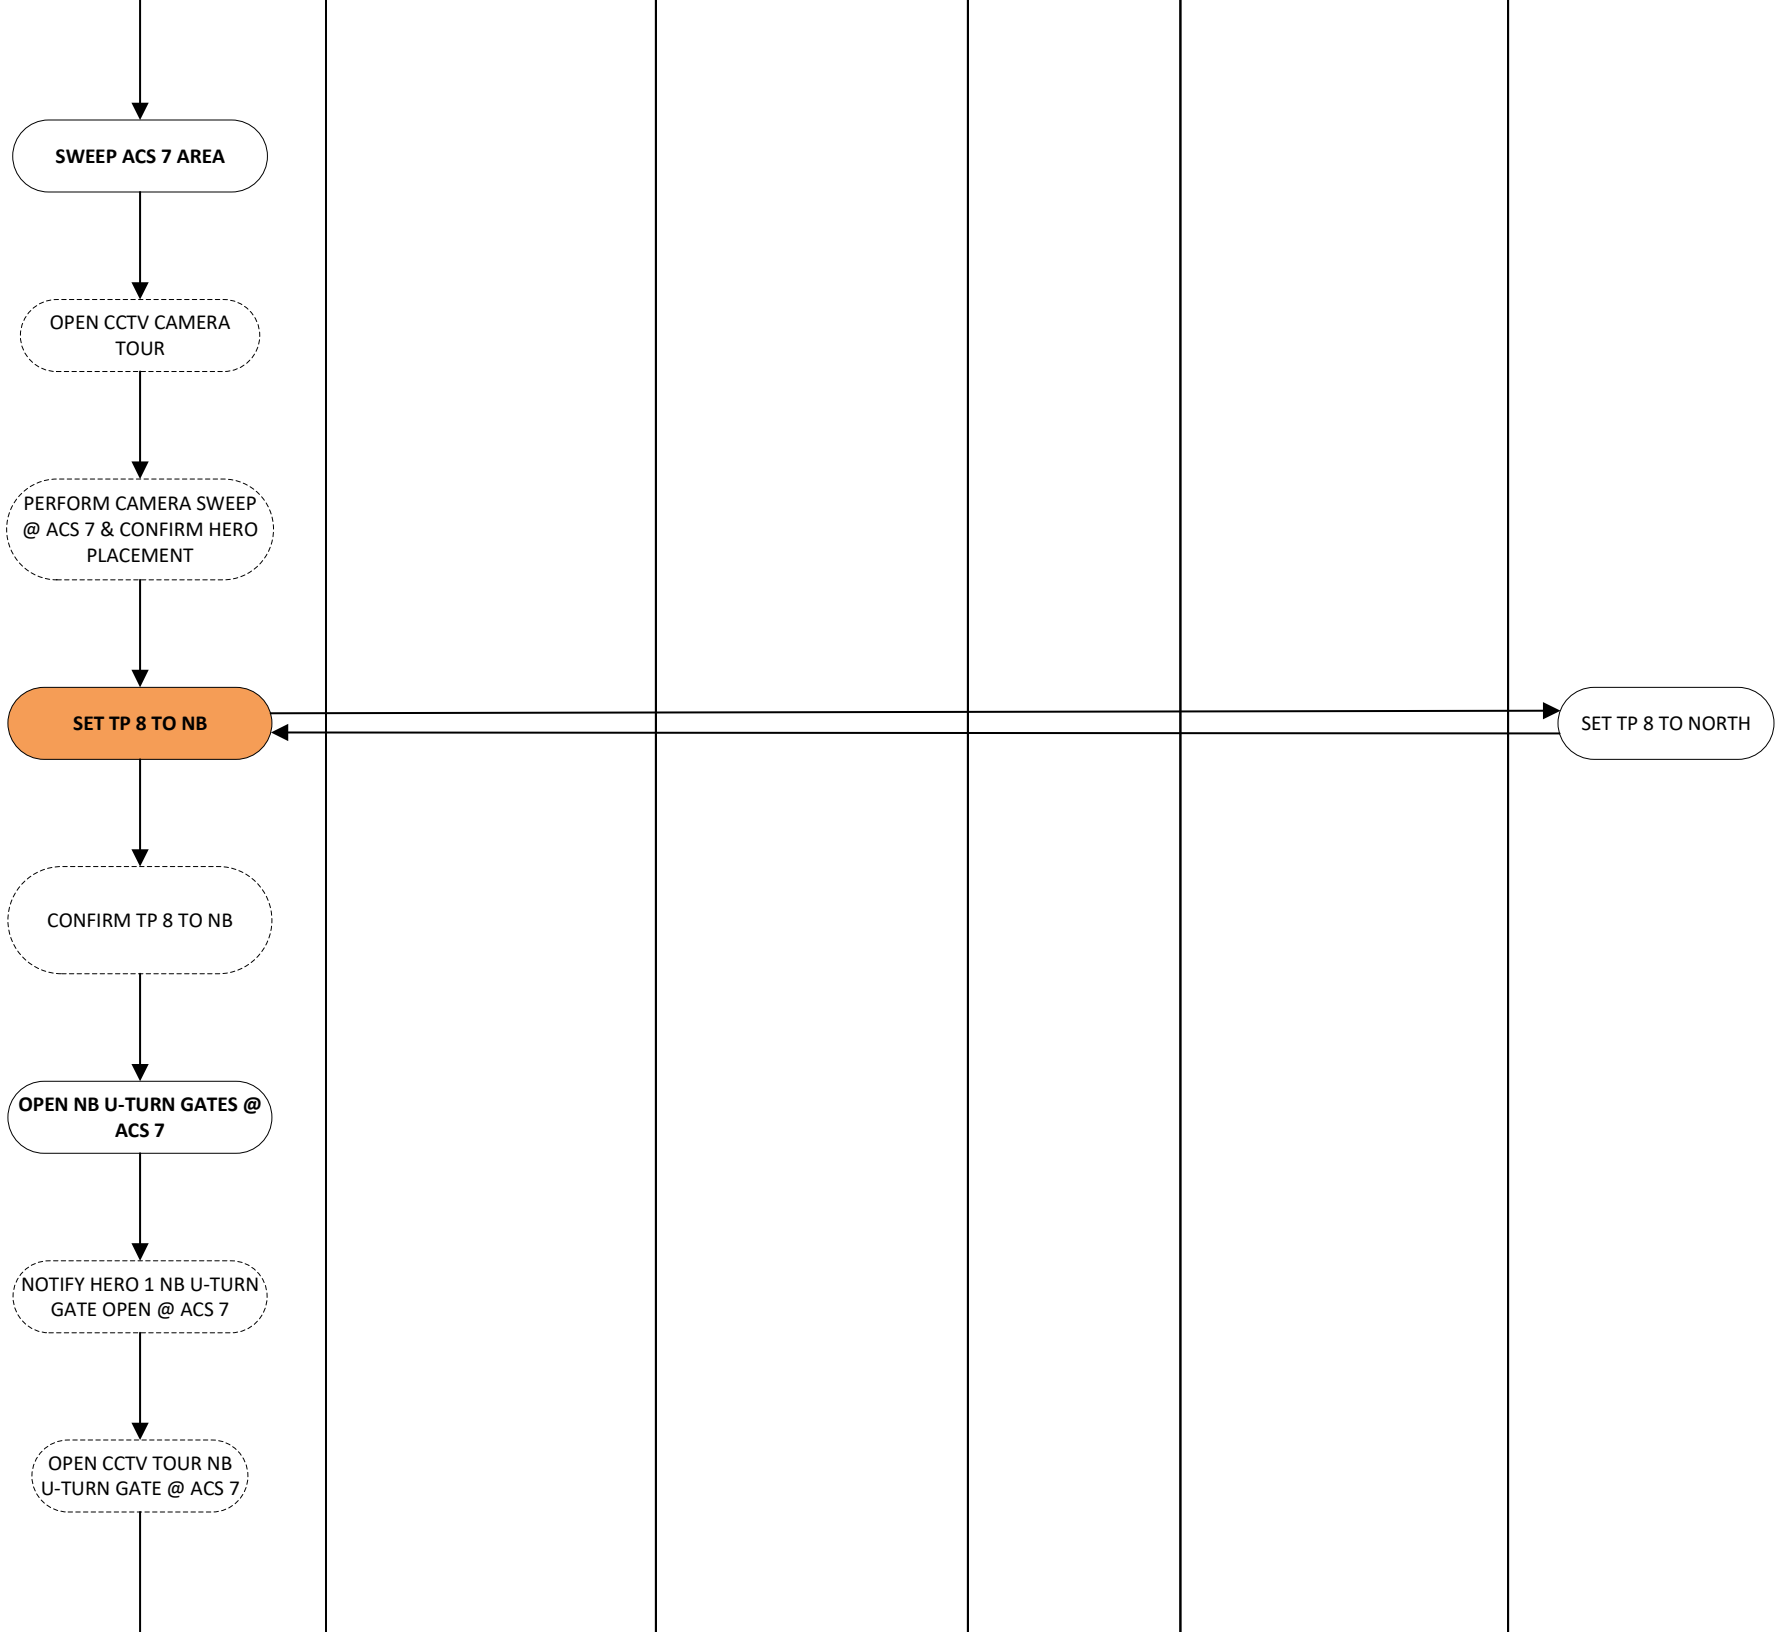 SWEEP ACS 7 AREA
OPEN CCTV CAMERA
TOUR
PERFORM CAMERA SWEEP
@ ACS 7 & CONFIRM HERO
PLACEMENT
SET TP 8 TO NB
SET TP 8 TO NORTH
CONFIRM TP 8 TO NB
OPEN NB U-TURN GATES @
ACS 7
NOTIFY HERO 1 NB U-TURN
GATE OPEN @ ACS 7
OPEN CCTV TOUR NB
U-TURN GATE @ ACS 7